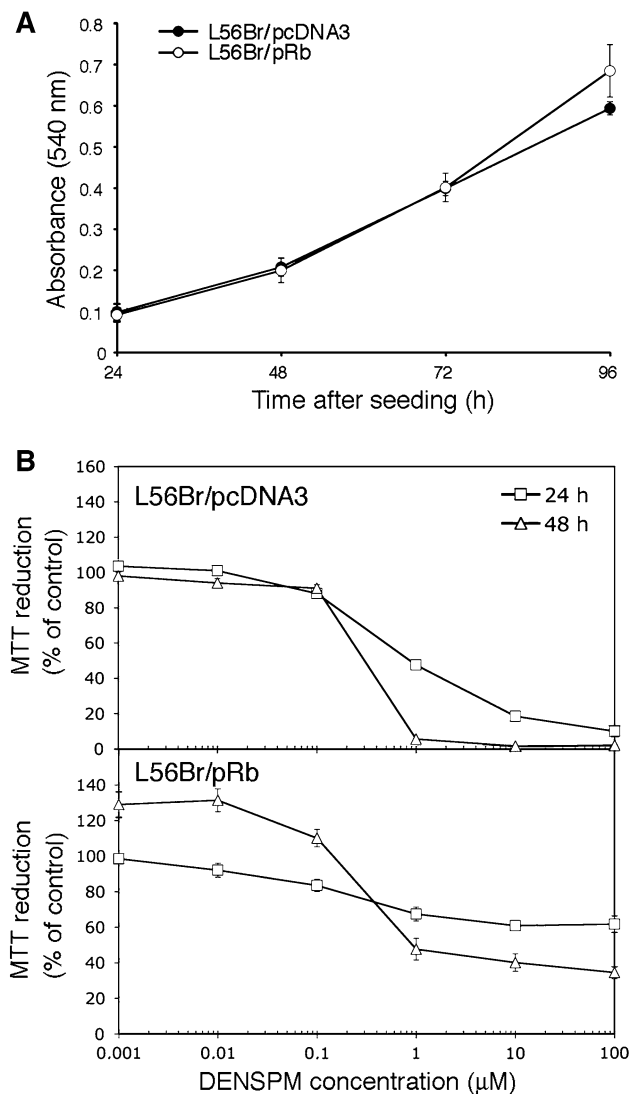 A
L56Br/pcDNA3
L56Br/pRb
Absorbance (540 nm)
0.8
0.7
0.6
0.5
0.4
0.3
0.2
0.1
0
24
48
72
96
Time after seeding (h)
B
L56Br/pcDNA3
24 h
48 h
MTT reduction
(% of control)
160
140
120
100
80
60
40
20
0
L56Br/pRb
MTT reduction
(% of control)
140
120
100
80
60
40
20
0
0.001
0.01
0.1
1
10
100
DENSPM concentration (μM)